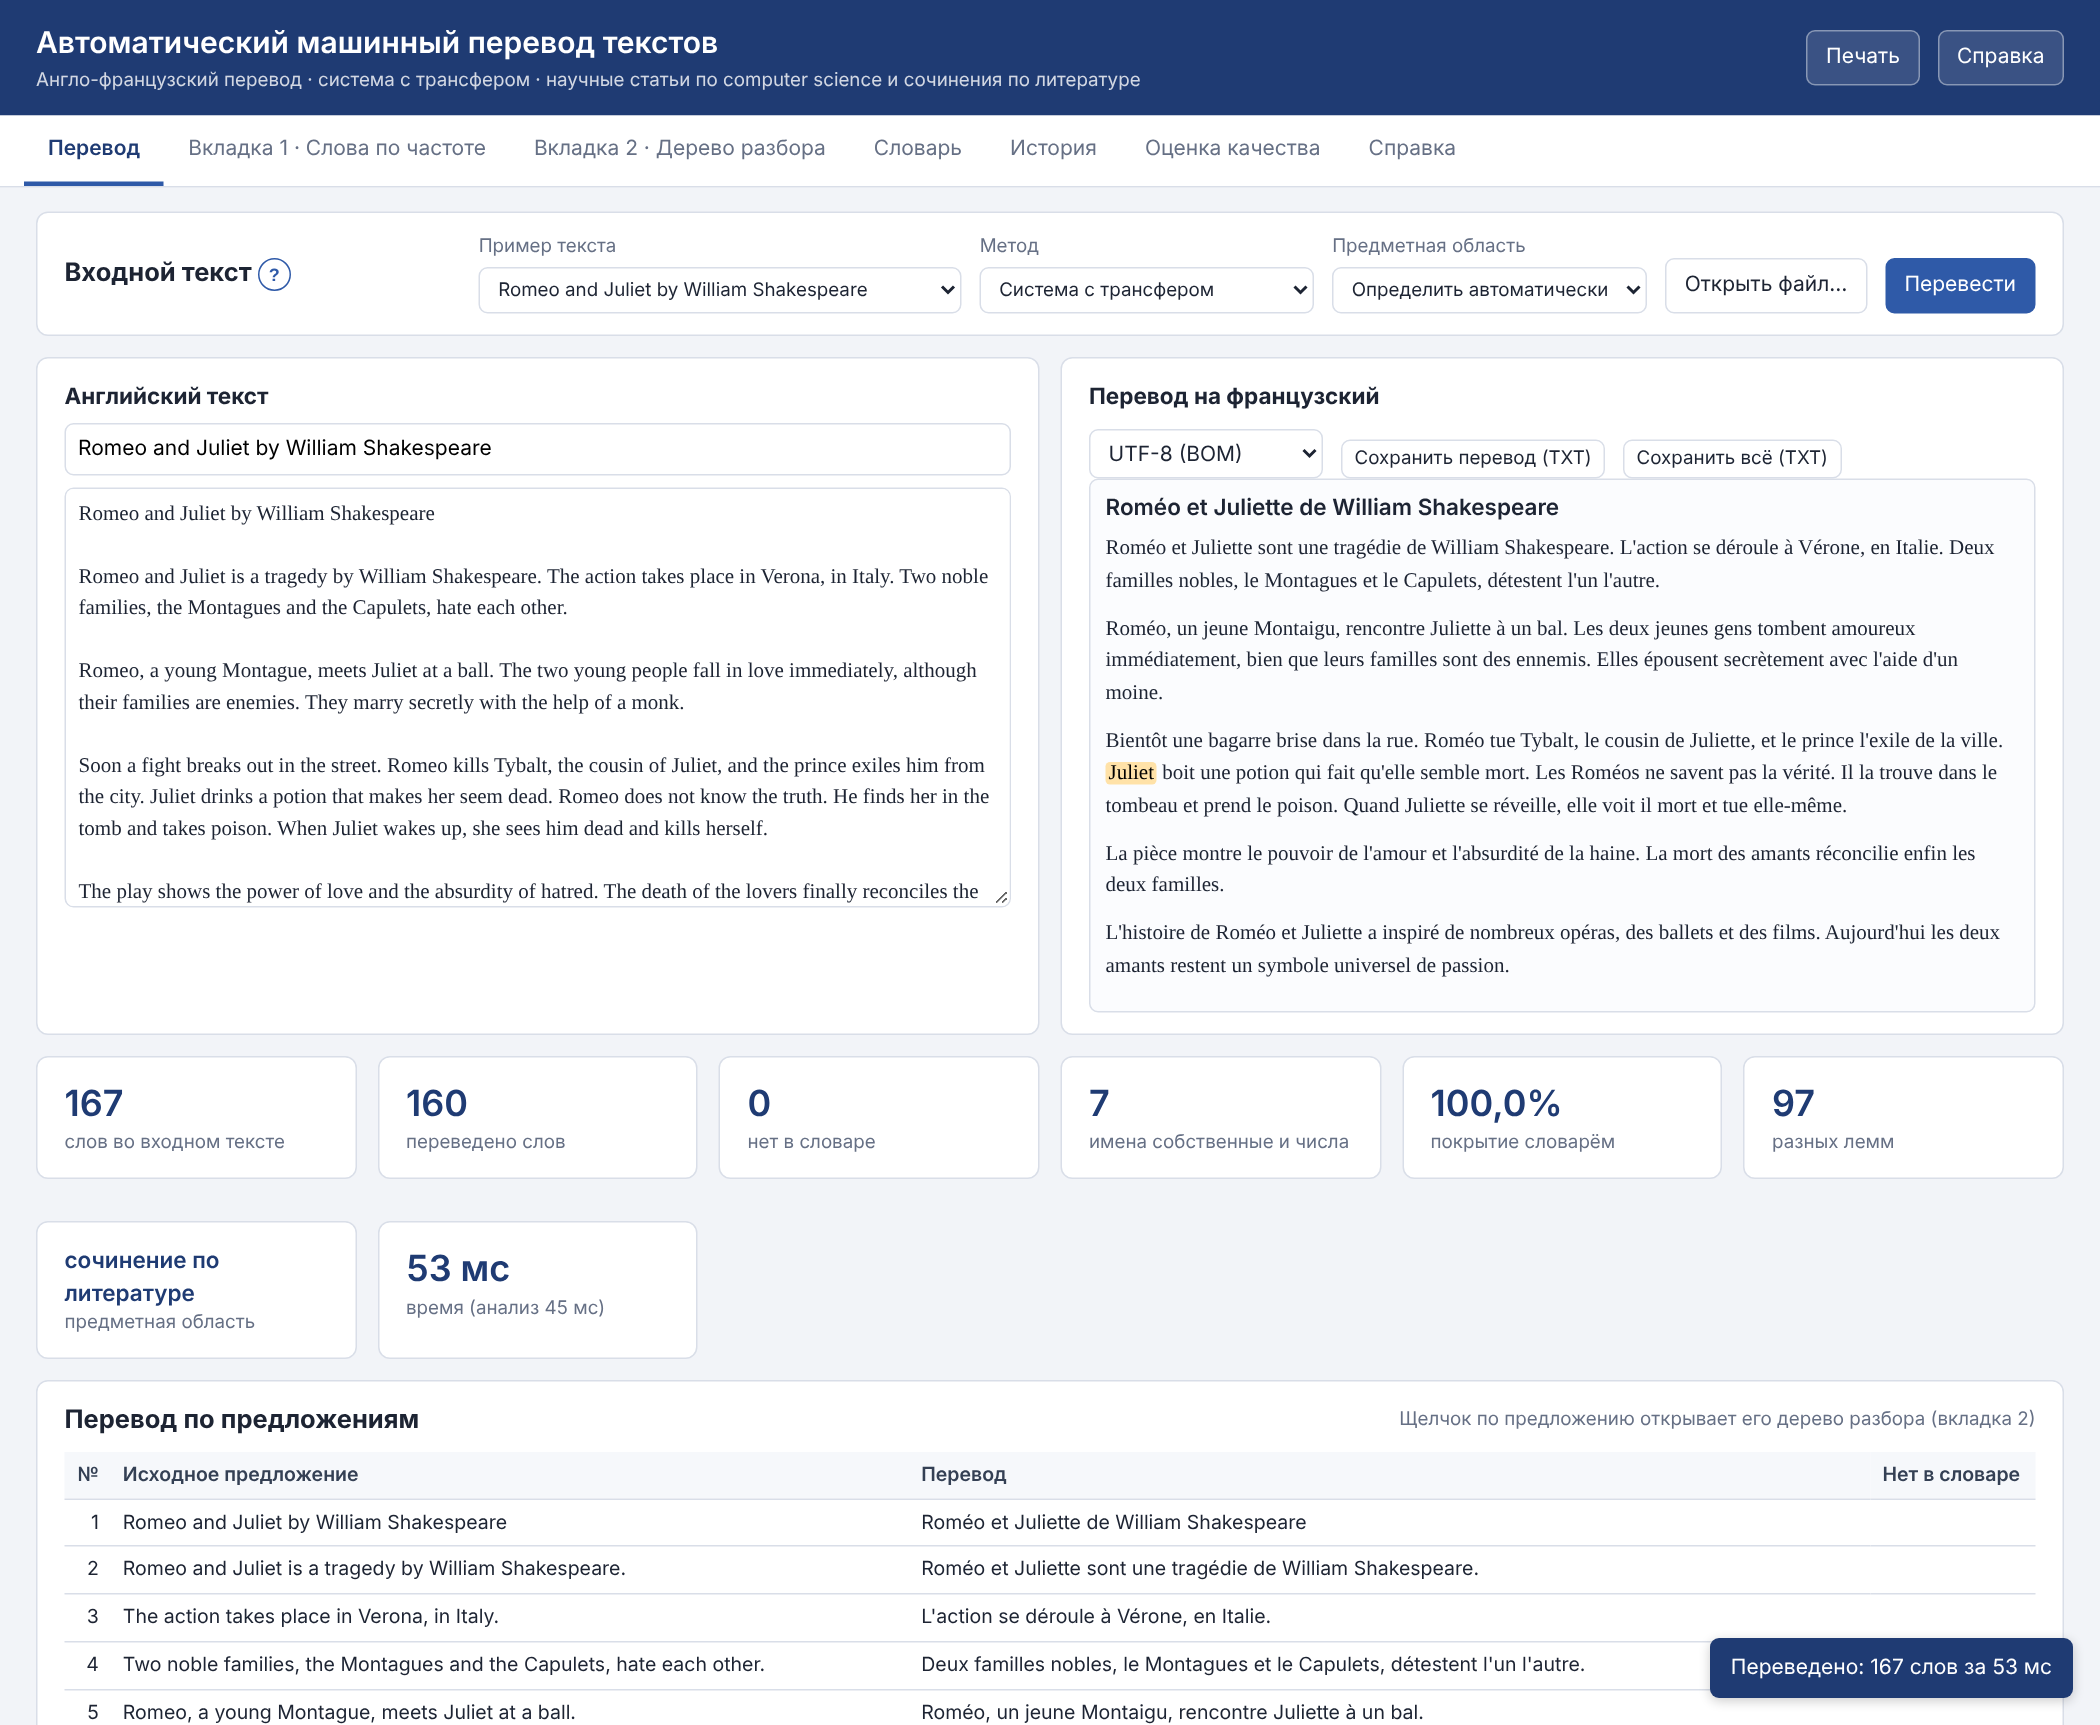 Автоматический машинный перевод текстов
Англо-французский перевод · система с трансфером · научные статьи по computer science и сочинения по литературе
Печать
Справка
Перевод
Вкладка 1 · Слова по частоте
Вкладка 2 · Дерево разбора
Словарь
История
Оценка качества
Справка
Входной текст ?
Пример текста
Romeo and Juliet by William Shakespeare
Метод
Система с трансфером
Предметная область
Определить автоматически
Открыть файл...
Перевести
Английский текст
Romeo and Juliet by William Shakespeare
Romeo and Juliet by William Shakespeare
Romeo and Juliet is a tragedy by William Shakespeare. The action takes place in Verona, in Italy. Two noble
families, the Montagues and the Capulets, hate each other.
Romeo, a young Montague, meets Juliet at a ball. The two young people fall in love immediately, although
their families are enemies. They marry secretly with the help of a monk.
Soon a fight breaks out in the street. Romeo kills Tybalt, the cousin of Juliet, and the prince exiles him from
the city. Juliet drinks a potion that makes her seem dead. Romeo does not know the truth. He finds her in the
tomb and takes poison. When Juliet wakes up, she sees him dead and kills herself.
The play shows the power of love and the absurdity of hatred. The death of the lovers finally reconciles the
Перевод на французский
UTF-8 (BOM)
Сохранить перевод (TXT)
Сохранить всё (TXT)
Roméo et Juliette de William Shakespeare
Roméo et Juliette sont une tragédie de William Shakespeare. L'action se déroule à Vérone, en Italie. Deux
familles nobles, le Montagues et le Capulets, détestent l'un l'autre.
Roméo, un jeune Montaigu, rencontre Juliette à un bal. Les deux jeunes gens tombent amoureux
immédiatement, bien que leurs familles sont des ennemis. Elles épousent secrètement avec l'aide d'un
moine.
Bientôt une bagarre brise dans la rue. Roméo tue Tybalt, le cousin de Juliette, et le prince l'exile de la ville.
Juliet boit une potion qui fait qu'elle semble mort. Les Roméos ne savent pas la vérité. Il la trouve dans le
tombeau et prend le poison. Quand Juliette se réveille, elle voit il mort et tue elle-même.
La pièce montre le pouvoir de l'amour et l'absurdité de la haine. La mort des amants réconcilie enfin les
deux familles.
L'histoire de Roméo et Juliette a inspiré de nombreux opéras, des ballets et des films. Aujourd'hui les deux
amants restent un symbole universel de passion.
167
слов во входном тексте
160
переведено слов
0
нет в словаре
7
имена собственные и числа
100,0%
покрытие словарём
97
разных лемм
сочинение по
литературе
предметная область
53 мс
время (анализ 45 мс)
Перевод по предложениям
Щелчок по предложению открывает его дерево разбора (вкладка 2)
№ Исходное предложение Перевод Нет в словаре
1 Romeo and Juliet by William Shakespeare Roméo et Juliette de William Shakespeare
2 Romeo and Juliet is a tragedy by William Shakespeare. Roméo et Juliette sont une tragédie de William Shakespeare.
3 The action takes place in Verona, in Italy. L'action se déroule à Vérone, en Italie.
4 Two noble families, the Montagues and the Capulets, hate each other. Deux familles nobles, le Montagues et le Capulets, détestent l'un l'autre.
5 Romeo, a young Montague, meets Juliet at a ball. Roméo, un jeune Montaigu, rencontre Juliette à un bal.
Переведено: 167 слов за 53 мс